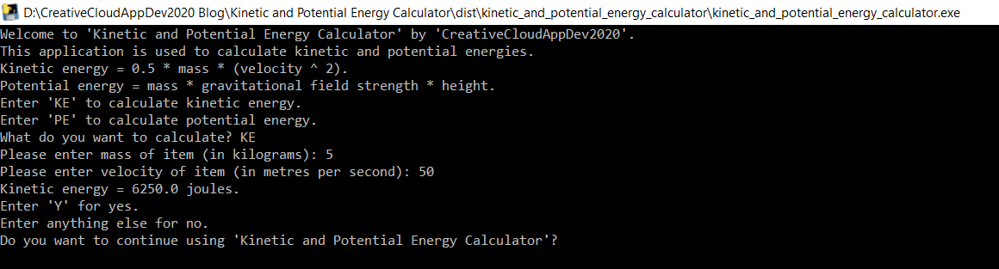 D:\CreativeCloudAppDev2020 Blog\Kinetic and Potential Energy Calculator\dist\kinetic_and_potential_energy_calculator\kinetic_and_potential_energy_calculator.exe
Welcome to 'Kinetic and Potential Energy Calculator' by 'CreativeCloudAppDev2020'.
This application is used to calculate kinetic and potential energies.
Kinetic energy = 0.5 * mass * (velocity ^ 2).
Potential energy = mass * gravitational field strength * height.
Enter 'KE' to calculate kinetic energy.
Enter 'PE' to calculate potential energy.
What do you want to calculate? KE
Please enter mass of item (in kilograms): 5
Please enter velocity of item (in metres per second): 50
Kinetic energy = 6250.0 joules.
Enter 'Y' for yes.
Enter anything else for no.
Do you want to continue using 'Kinetic and Potential Energy Calculator'?